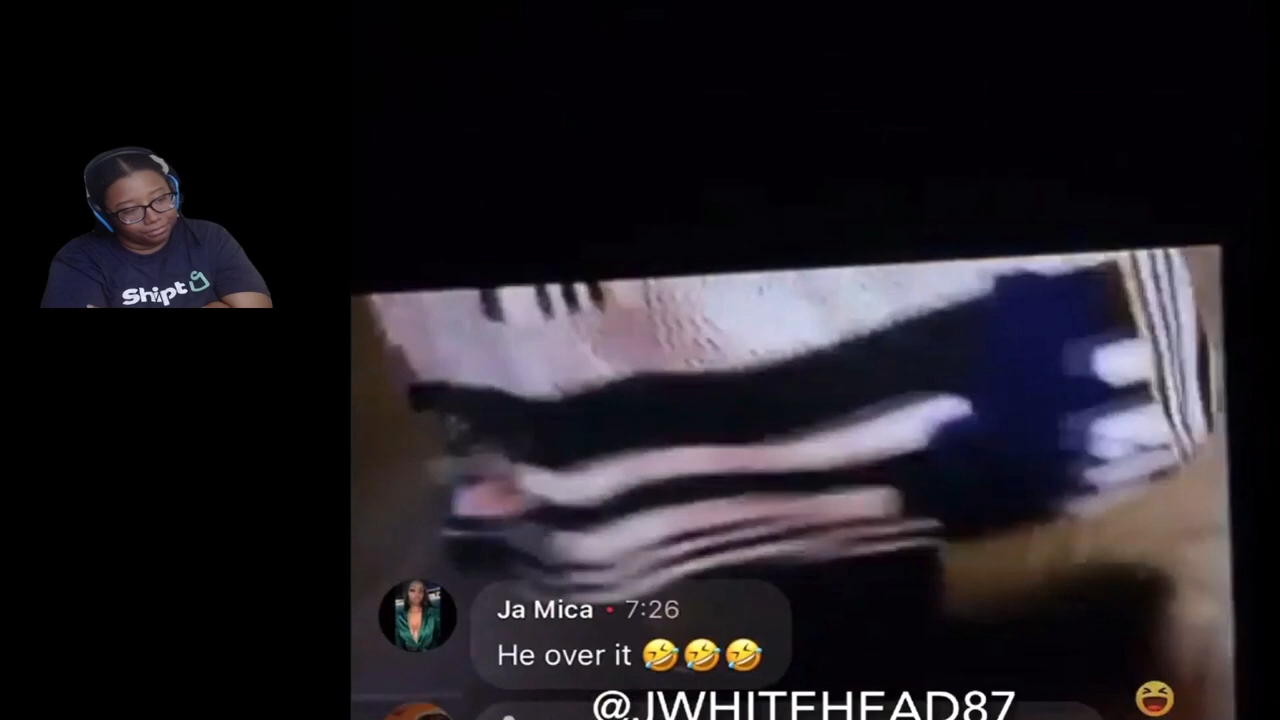 Shipt
Ja Mica • 7:26
He over it 🤣🤣🤣
@JWHITEHEAD87